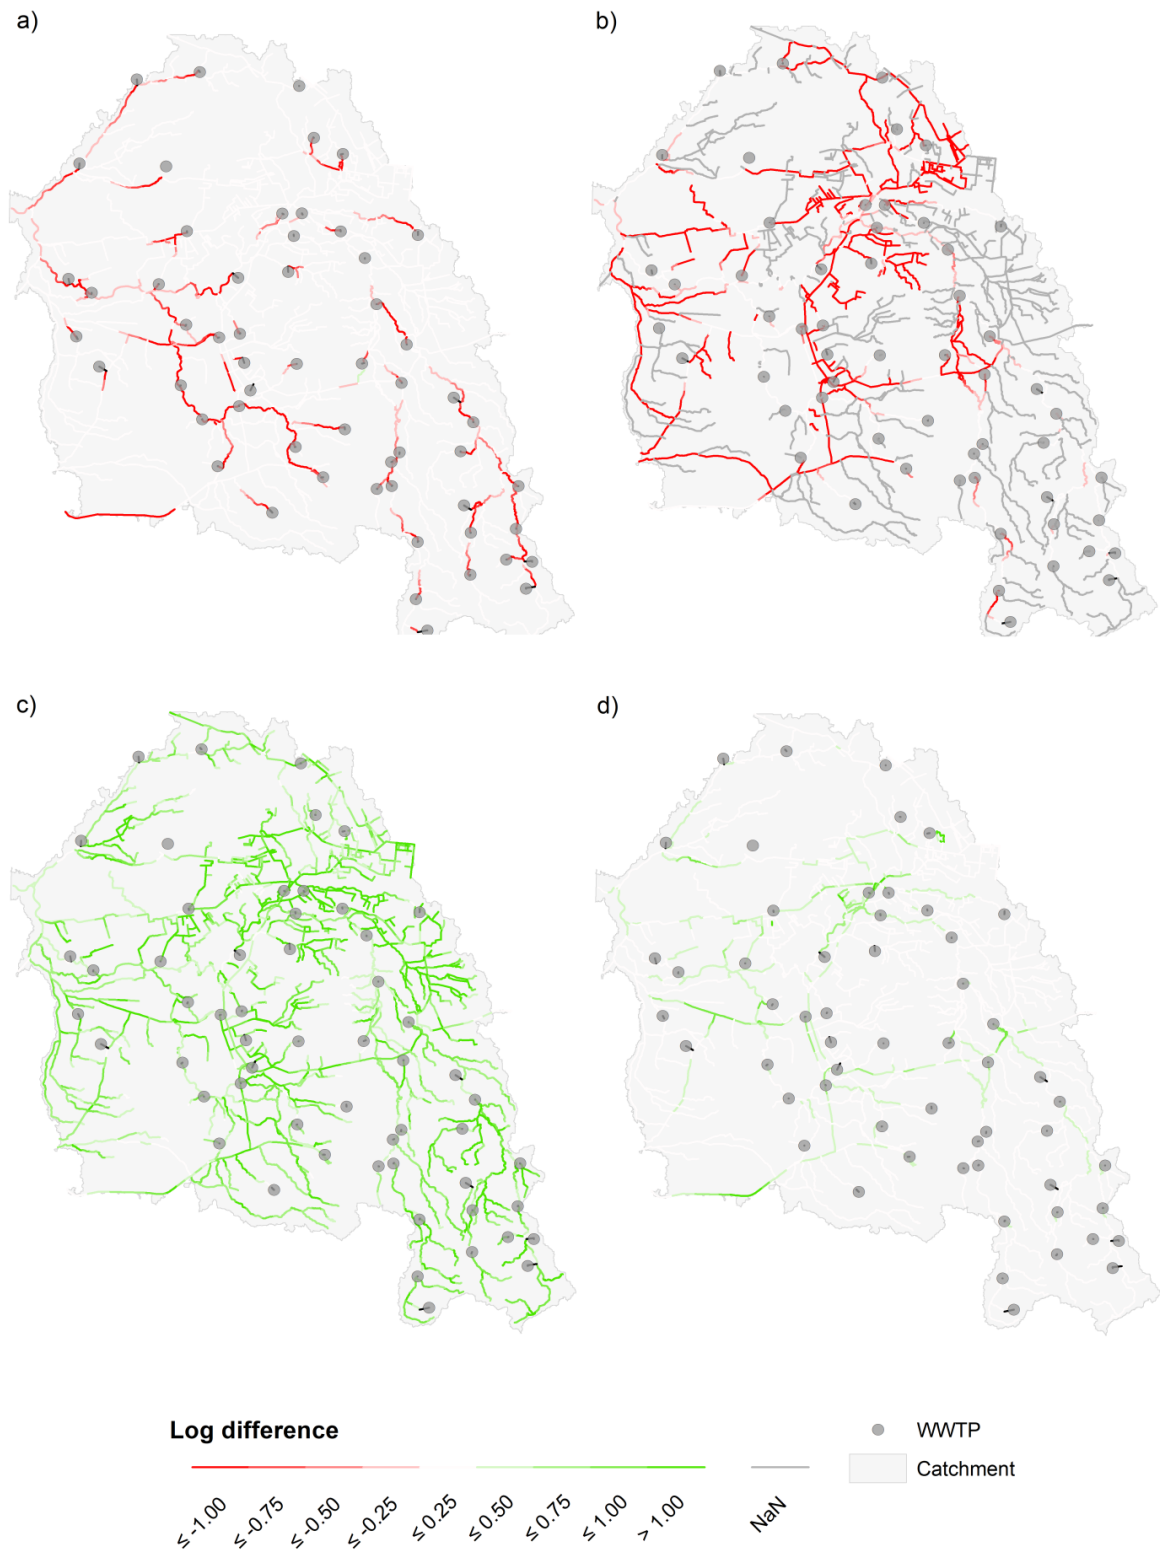 a)
b)
c)
d)
Log difference
WWTP
Catchment
≤ -1.00
≤ -0.75
≤ -0.50
≤ -0.25
≤ 0.25
≤ 0.50
≤ 0.75
≤ 1.00
> 1.00
NaN